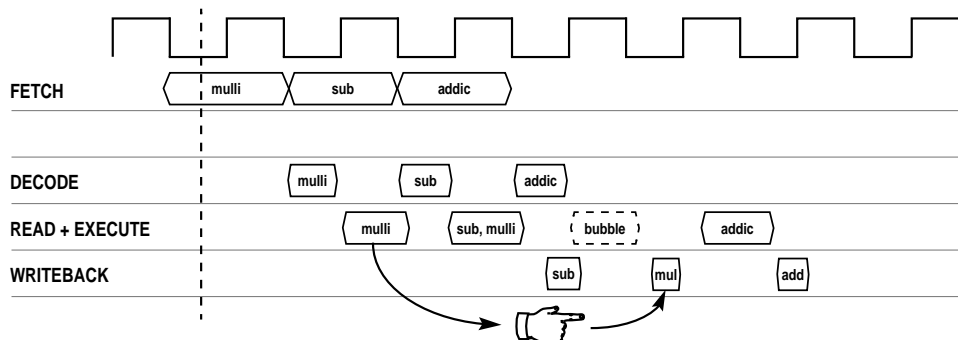 FETCH mulli sub addic
DECODE mulli sub addic
READ + EXECUTE mulli sub, mulli bubble addic
WRITEBACK sub mul add